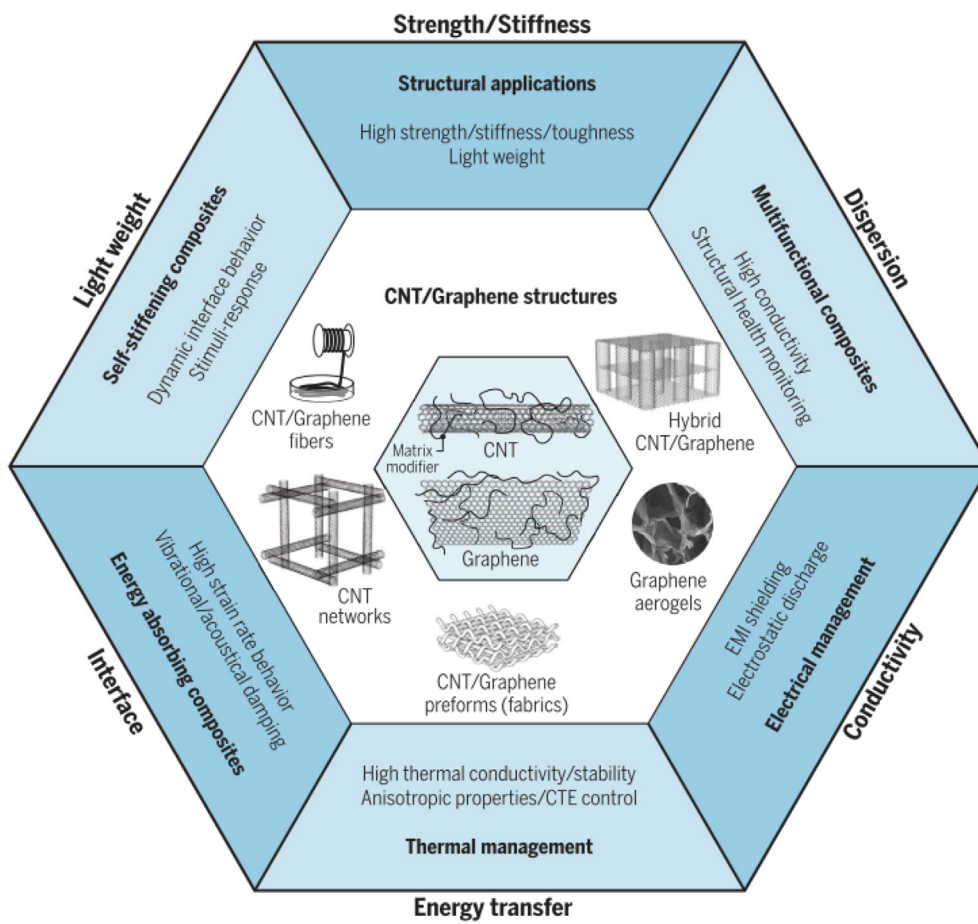 Strength/Stiffness
Structural applications
High strength/stiffness/toughness
Light weight
Light weight
Self-stiffening composites
Dynamic interface behavior
Stimuli-response
Dispersion
Multifunctional composites
High conductivity
Structural health monitoring
CNT/Graphene structures
CNT/Graphene
fibers
Matrix
modifier
CNT
Graphene
Hybrid
CNT/Graphene
CNT
networks
Graphene
aerogels
CNT/Graphene
preforms (fabrics)
Interface
Energy absorbing composites
Vibrational/acoustical damping
High strain rate behavior
EMI shielding
Electrostatic discharge
Electrical management
Conductivity
High thermal conductivity/stability
Anisotropic properties/CTE control
Thermal management
Energy transfer